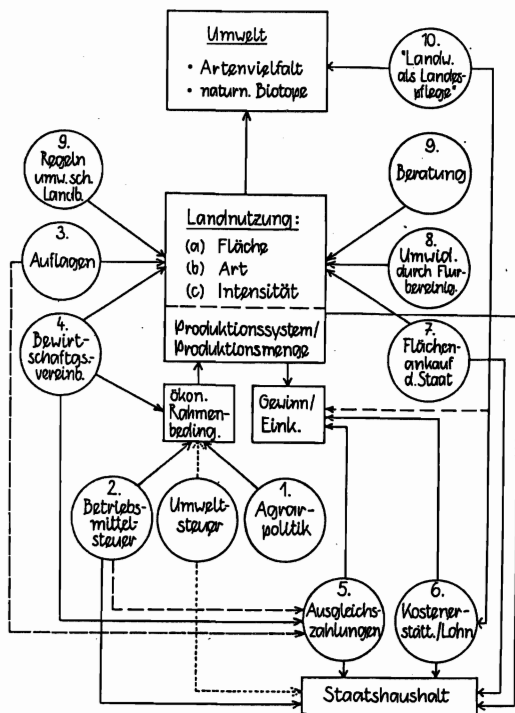 Umwelt
• Artenvielfalt
• naturn. Biotope
10.
"Landw.
als Landes-
pflege"
9.
Regeln
umw.sch.
Landb.
9.
Beratung
Landnutzung:
(a) Fläche
(b) Art
(c) Intensität
Produktionssystem/
Produktionsmenge
3.
Auflagen
8.
Umwid.
durch Flur-
bereinig.
4.
Bewirt-
schaftgs.-
vereinb.
7.
Flächen-
ankauf
d. Staat
ökon.
Rahmen-
beding.
Gewinn/
Eink.
2.
Betriebs-
mittel-
steuer
Umwelt-
steuer
1.
Agrar-
politik
5.
Ausgleichs-
zahlungen
6.
Kostener-
stätt./Lohn
Staatshaushalt